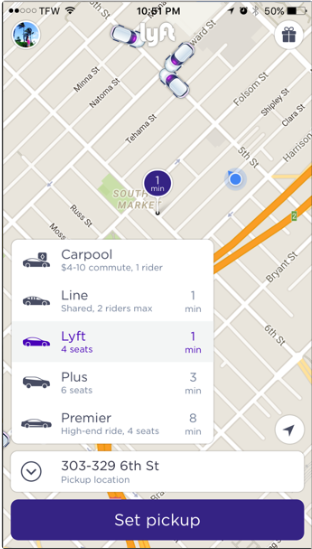 TFW 10:51 PM 50%
lyft
Howard St
Minna St
Natoma St
Folsom St
Shipley St
Clara St
Tehama St
5th St
Harrison
1
min
SOUTH
MARKET
Russ St
Moss
Bryant St
6th St
Carpool
$4-10 commute, 1 rider
Line
1
Shared, 2 riders max
min
Lyft
1
4 seats
min
Plus
3
6 seats
min
Premier
8
High-end ride, 4 seats
min
303-329 6th St
Pickup location
Set pickup